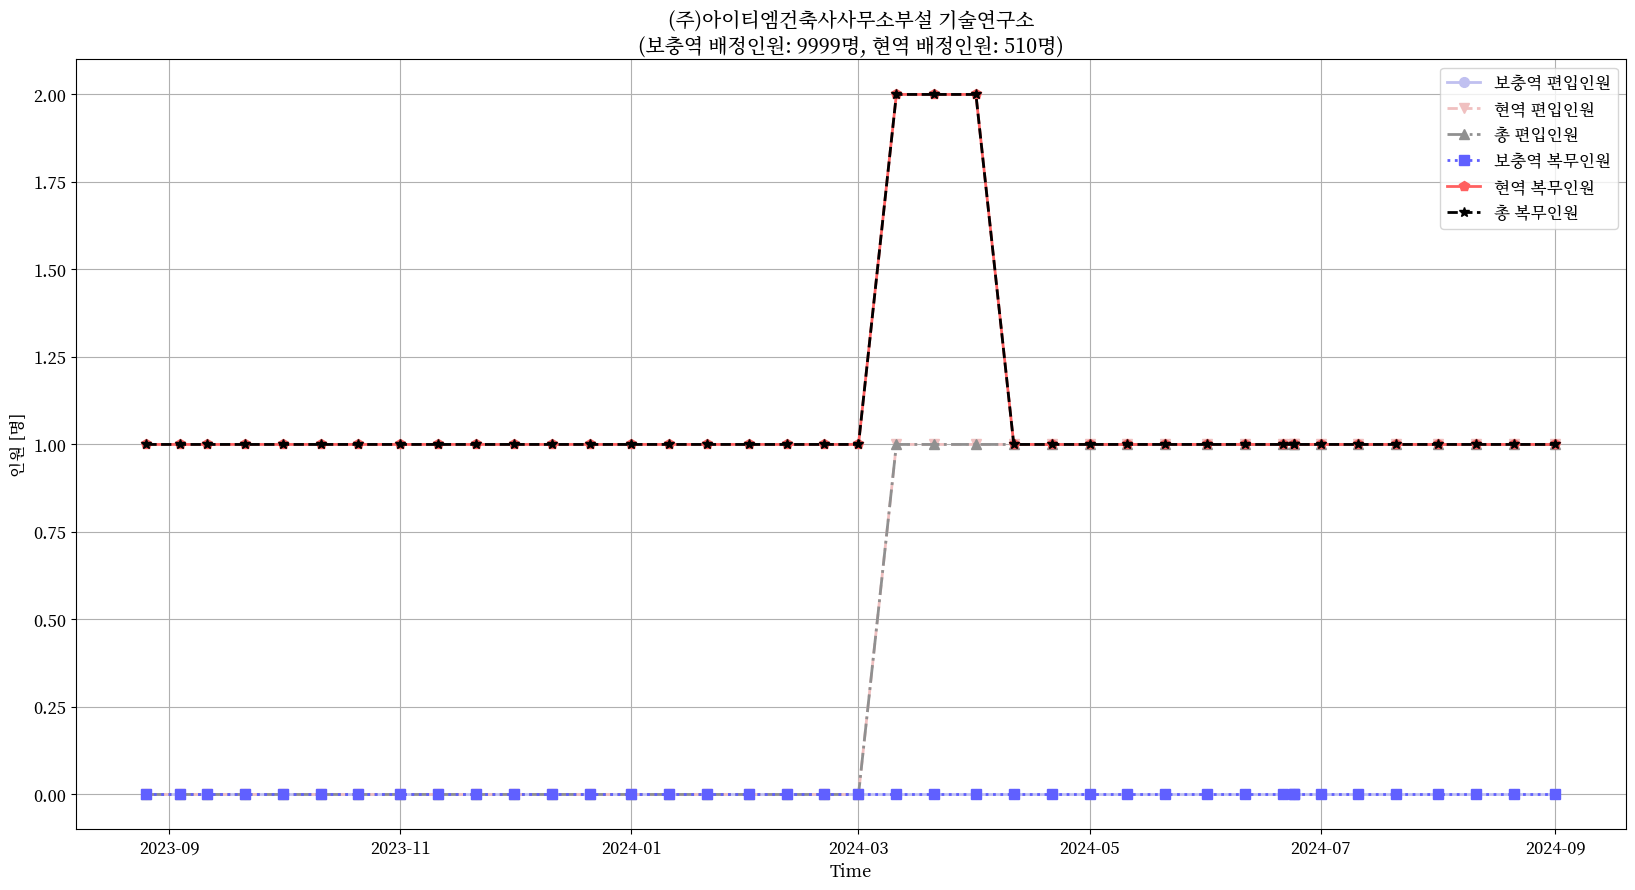 (주)아이티엠건축사사무소부설 기술연구소
(보충역 배정인원: 9999명, 현역 배정인원: 510명)
보충역 편입인원
현역 편입인원
총 편입인원
보충역 복무인원
현역 복무인원
총 복무인원
인원 [명]
2.00
1.75
1.50
1.25
1.00
0.75
0.50
0.25
0.00
2023-09 2023-11 2024-01 2024-03 2024-05 2024-07 2024-09
Time